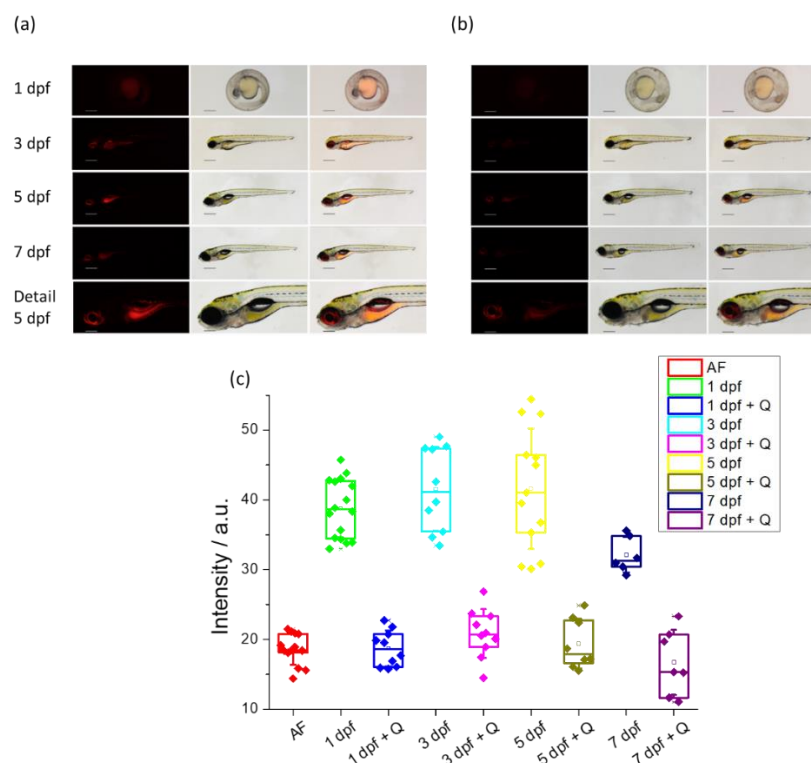 (a)
(b)
1 dpf
3 dpf
5 dpf
7 dpf
Detail
5 dpf
(c)
AF
1 dpf
1 dpf + Q
3 dpf
3 dpf + Q
5 dpf
5 dpf + Q
7 dpf
7 dpf + Q
Intensity / a.u.
50
40
30
20
10
AF
1 dpf
1 dpf + Q
3 dpf
3 dpf + Q
5 dpf
5 dpf + Q
7 dpf
7 dpf + Q